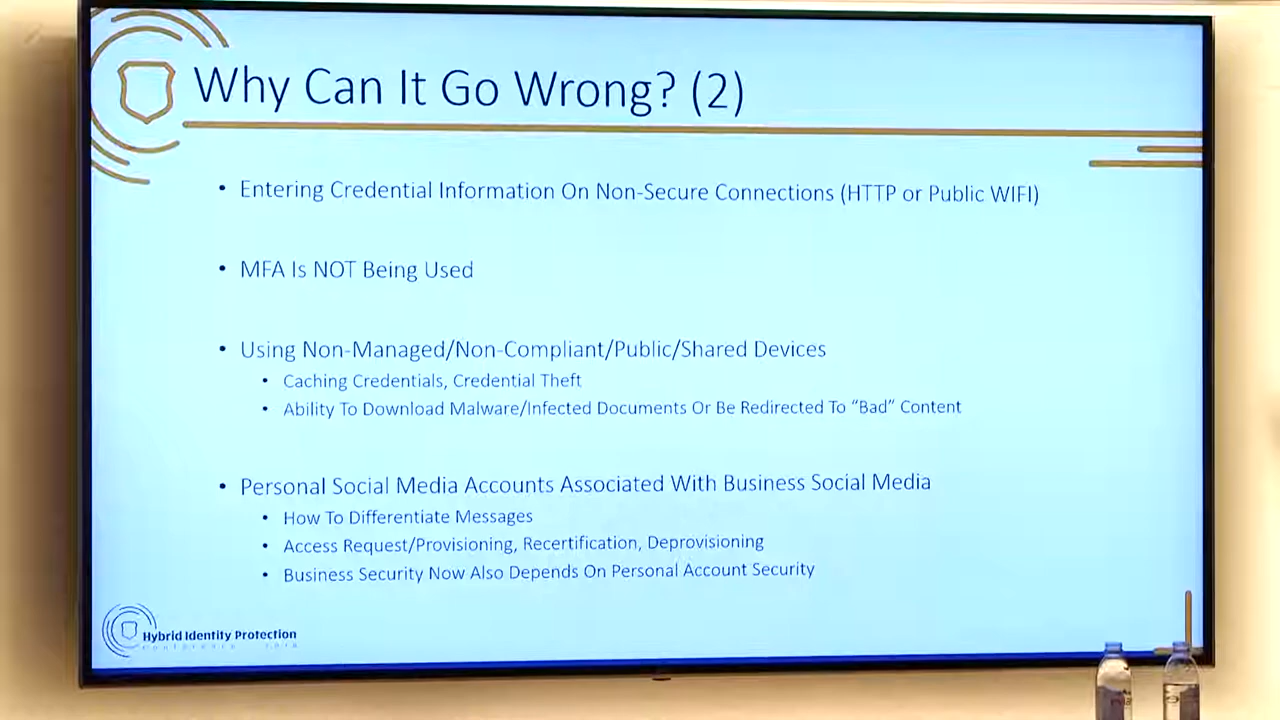 Why Can It Go Wrong? (2)
• Entering Credential Information On Non-Secure Connections (HTTP or Public WIFI)
• MFA Is NOT Being Used
• Using Non-Managed/Non-Compliant/Public/Shared Devices
• Caching Credentials, Credential Theft
• Ability To Download Malware/Infected Documents Or Be Redirected To “Bad” Content
• Personal Social Media Accounts Associated With Business Social Media
• How To Differentiate Messages
• Access Request/Provisioning, Recertification, Deprovisioning
• Business Security Now Also Depends On Personal Account Security
Hybrid Identity Protection